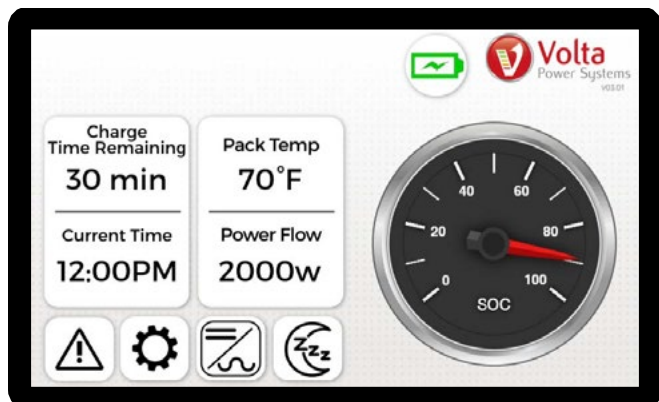 Volta
Power Systems
V03.01
Charge
Time Remaining
30 min
Current Time
12:00PM
Pack Temp
70°F
Power Flow
2000w
40 60
20 80
0 100
SOC
zzz